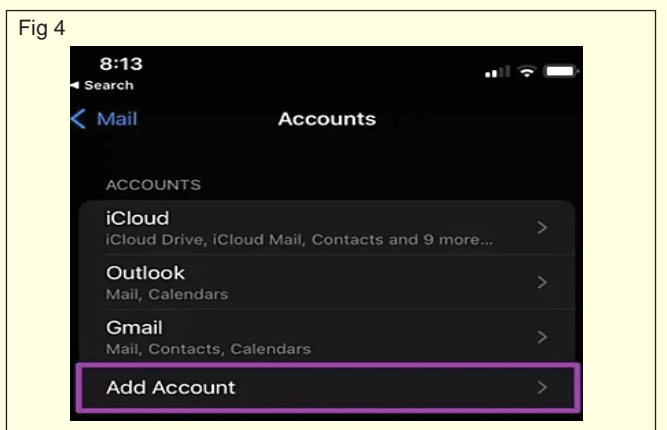 Fig 4
8:13
Search
Mail
Accounts
ACCOUNTS
iCloud
iCloud Drive, iCloud Mail, Contacts and 9 more...
Outlook
Mail, Calendars
Gmail
Mail, Contacts, Calendars
Add Account